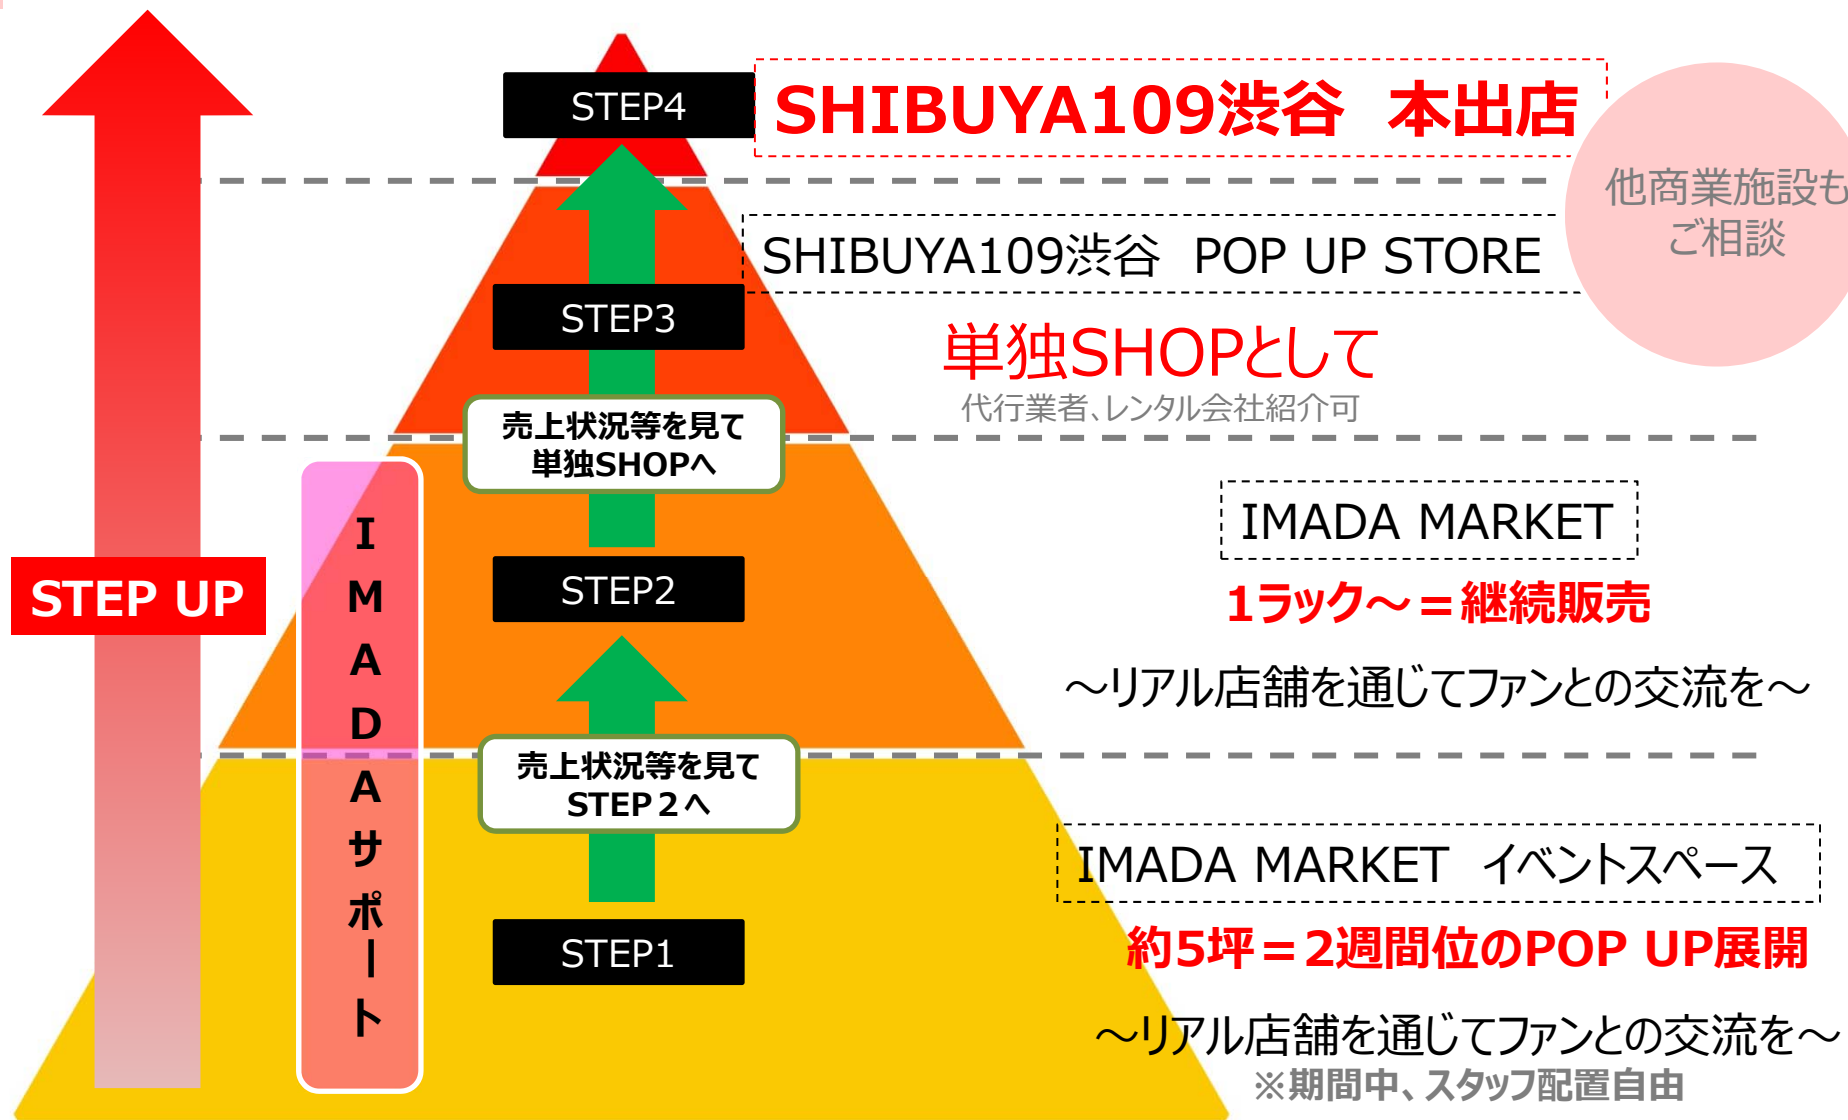 STEP4
SHIBUYA109渋谷　本出店
他商業施設も
ご相談
SHIBUYA109渋谷　POP UP STORE
STEP3
単独SHOPとして
代行業者、レンタル会社紹介可
売上状況等を見て
単独SHOPへ
IMADA MARKET
STEP2
STEP UP
1ラック～＝継続販売
～リアル店舗を通じてファンとの交流を～
IMADAサポート
売上状況等を見て
STEP２へ
IMADA MARKET　イベントスペース
STEP1
約5坪＝2週間位のPOP UP展開
～リアル店舗を通じてファンとの交流を～
※期間中、スタッフ配置自由